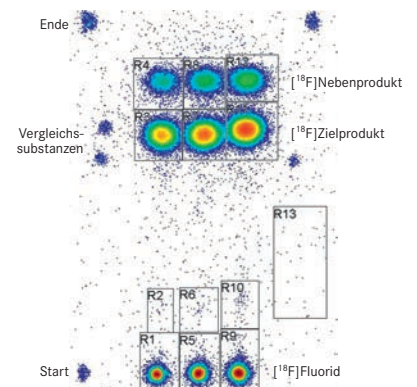 Ende
R4
R8
R12
[¹⁸F]Nebenprodukt
R3
Vergleichs-
substanzen
[¹⁸F]Zielprodukt
R13
R2
R6
R10
R1
R5
R9
Start
[¹⁸F]Fluorid